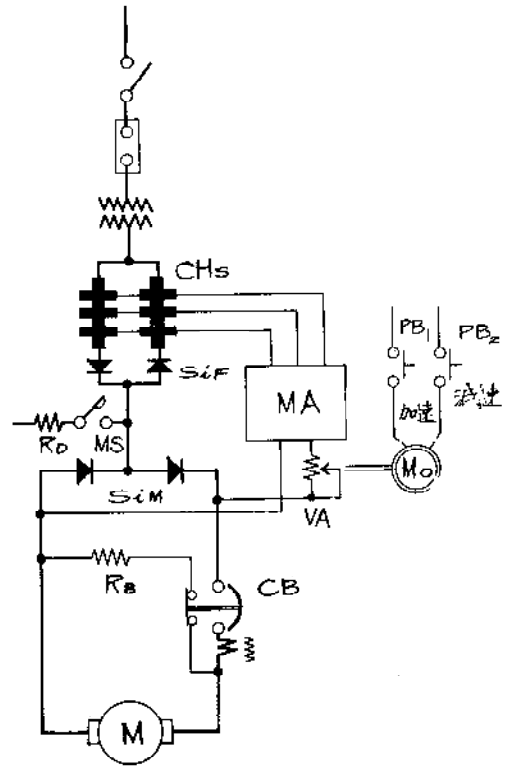 CHs
PB₁ PB₂
SiF
MA
加速 減速
RD MS
Mo
SiM
VA
RB
CB
M